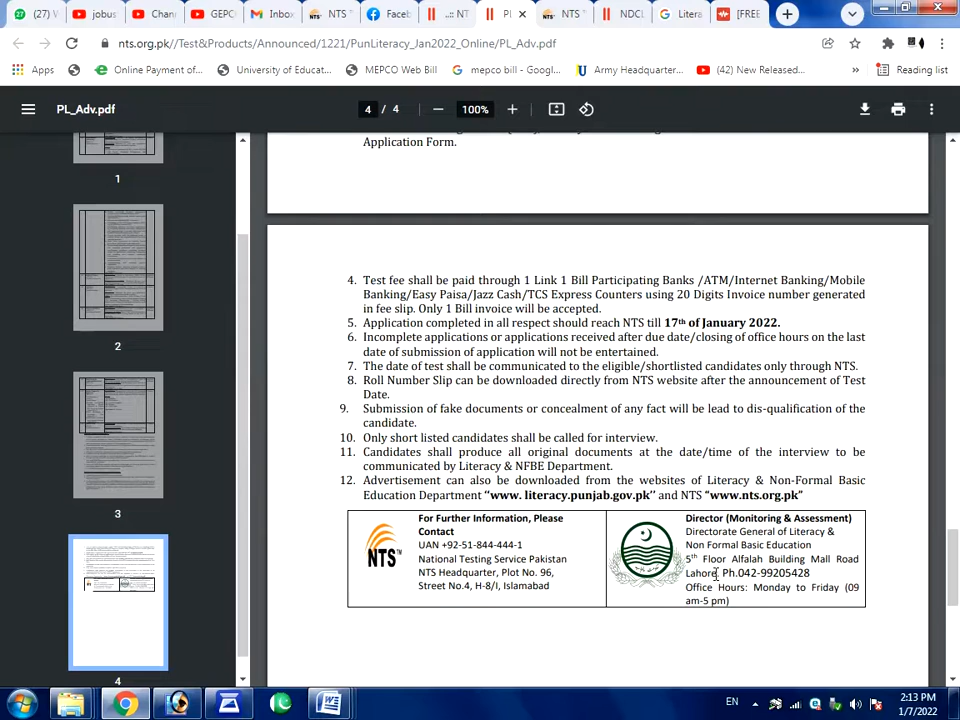 (27) V
jobus
Chan
GEPC
Inbox
NTS "
Faceb
..:: NT
PL
NTS "
NDCL
Litera
[FREE
nts.org.pk//Test&Products/Announced/1221/PunLiteracy_Jan2022_Online/PL_Adv.pdf
Apps
Online Payment of...
University of Educat...
MEPCO Web Bill
mepco bill - Googl...
Army Headquarter...
(42) New Released...
»
Reading list
PL_Adv.pdf
4 / 4
100%
1
2
3
4
Application Form.
4. Test fee shall be paid through 1 Link 1 Bill Participating Banks /ATM/Internet Banking/Mobile
Banking/Easy Paisa/Jazz Cash/TCS Express Counters using 20 Digits Invoice number generated
in fee slip. Only 1 Bill invoice will be accepted.
5. Application completed in all respect should reach NTS till 17th of January 2022.
6. Incomplete applications or applications received after due date/closing of office hours on the last
date of submission of application will not be entertained.
7. The date of test shall be communicated to the eligible/shortlisted candidates only through NTS.
8. Roll Number Slip can be downloaded directly from NTS website after the announcement of Test
Date.
9. Submission of fake documents or concealment of any fact will be lead to dis-qualification of the
candidate.
10. Only short listed candidates shall be called for interview.
11. Candidates shall produce all original documents at the date/time of the interview to be
communicated by Literacy & NFBE Department.
12. Advertisement can also be downloaded from the websites of Literacy & Non-Formal Basic
Education Department "www. literacy.punjab.gov.pk" and NTS "www.nts.org.pk"
NTS
For Further Information, Please
Contact
UAN +92-51-844-444-1
National Testing Service Pakistan
NTS Headquarter, Plot No. 96,
Street No.4, H-8/I, Islamabad
Director (Monitoring & Assessment)
Directorate General of Literacy &
Non Formal Basic Education
5th Floor Alfalah Building Mall Road
Lahore Ph.042-99205428
Office Hours: Monday to Friday (09
am-5 pm)
EN
2:13 PM
1/7/2022